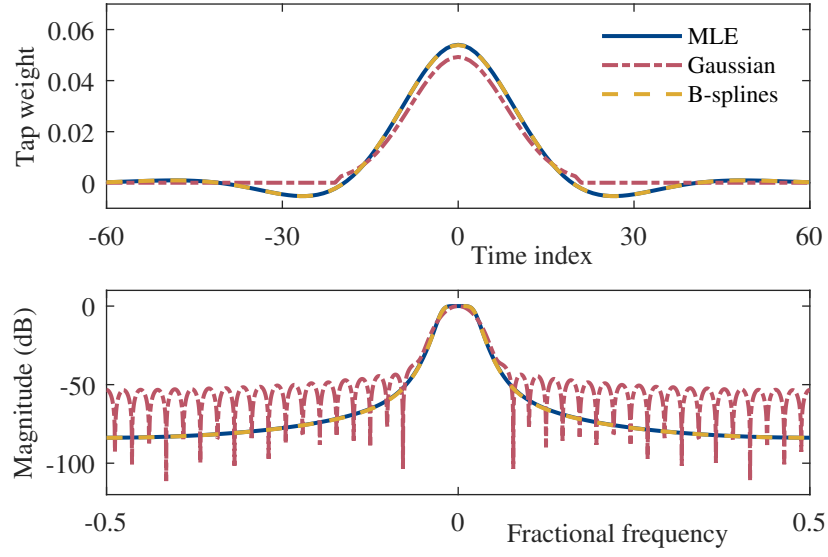 0.06
0.04
0.02
0
Tap weight
MLE
Gaussian
B-splines
-60
-30
0
30
60
Time index
0
-50
-100
Magnitude (dB)
-0.5
0
0.5
Fractional frequency